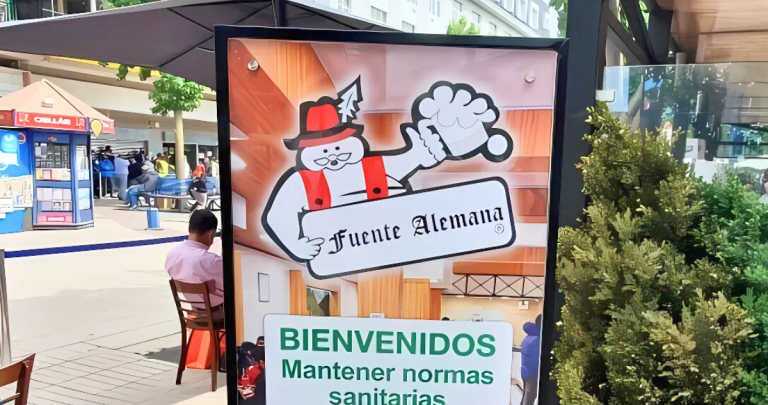 Fuente Alemana
BIENVENIDOS
Mantener normas
sanitarias